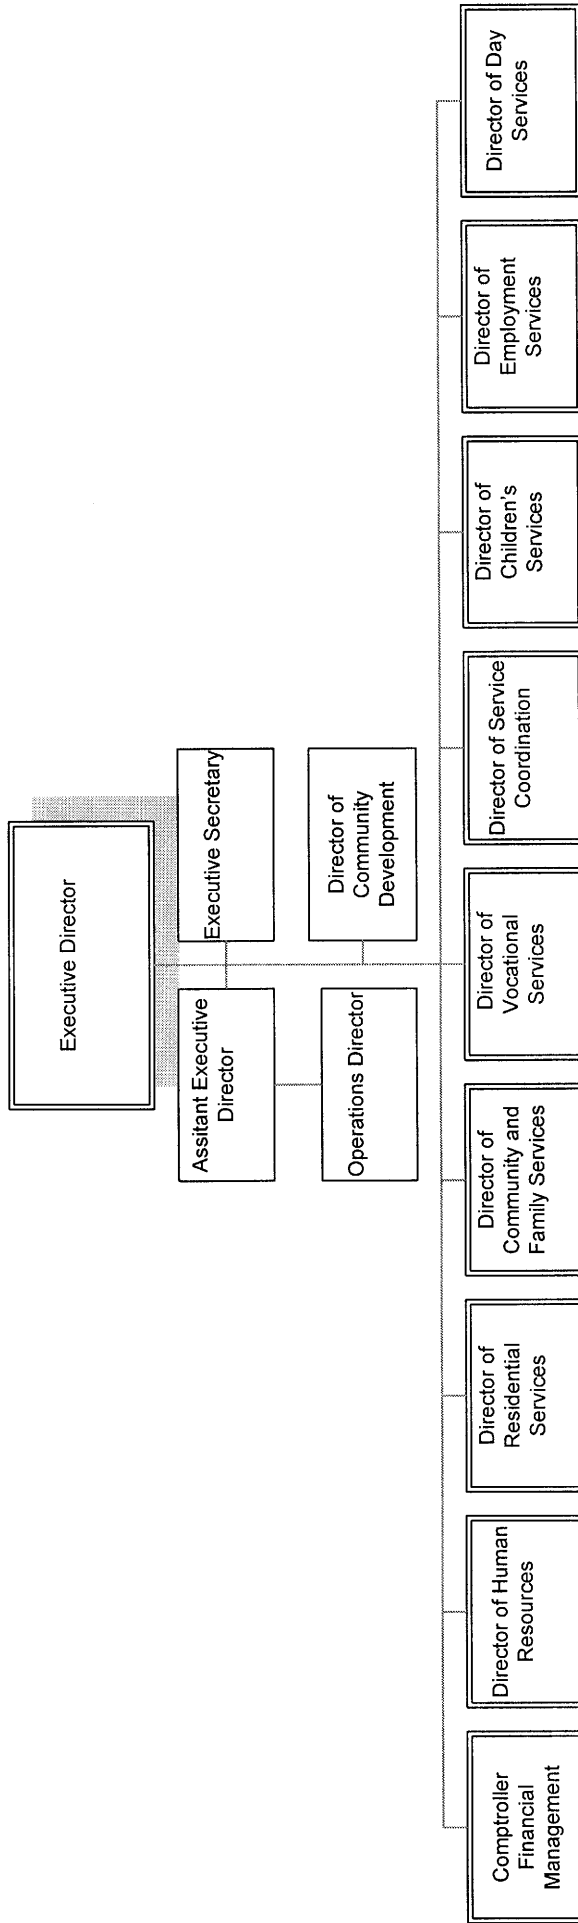 Executive Director
Assitant Executive
Director
Executive Secretary
Operations Director
Director of
Community
Development
Comptroller
Financial
Management
Director of Human
Resources
Director of
Residential
Services
Director of
Community and
Family Services
Director of
Vocational
Services
Director of Service
Coordination
Director of
Children's
Services
Director of
Employment
Services
Director of Day
Services